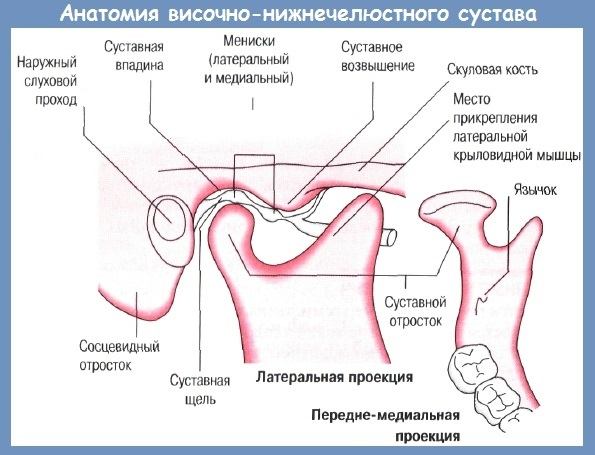 Анатомия височно-нижнечелюстного сустава
Наружный
слуховой
проход
Суставная
впадина
Мениски
(латеральный
и медиальный)
Суставное
возвышение
Скуловая кость
Место
прикрепления
латеральной
крыловидной мышцы
Язычок
Суставной
отросток
Сосцевидный
отросток
Суставная
щель
Латеральная проекция
Передне-медиальная
проекция